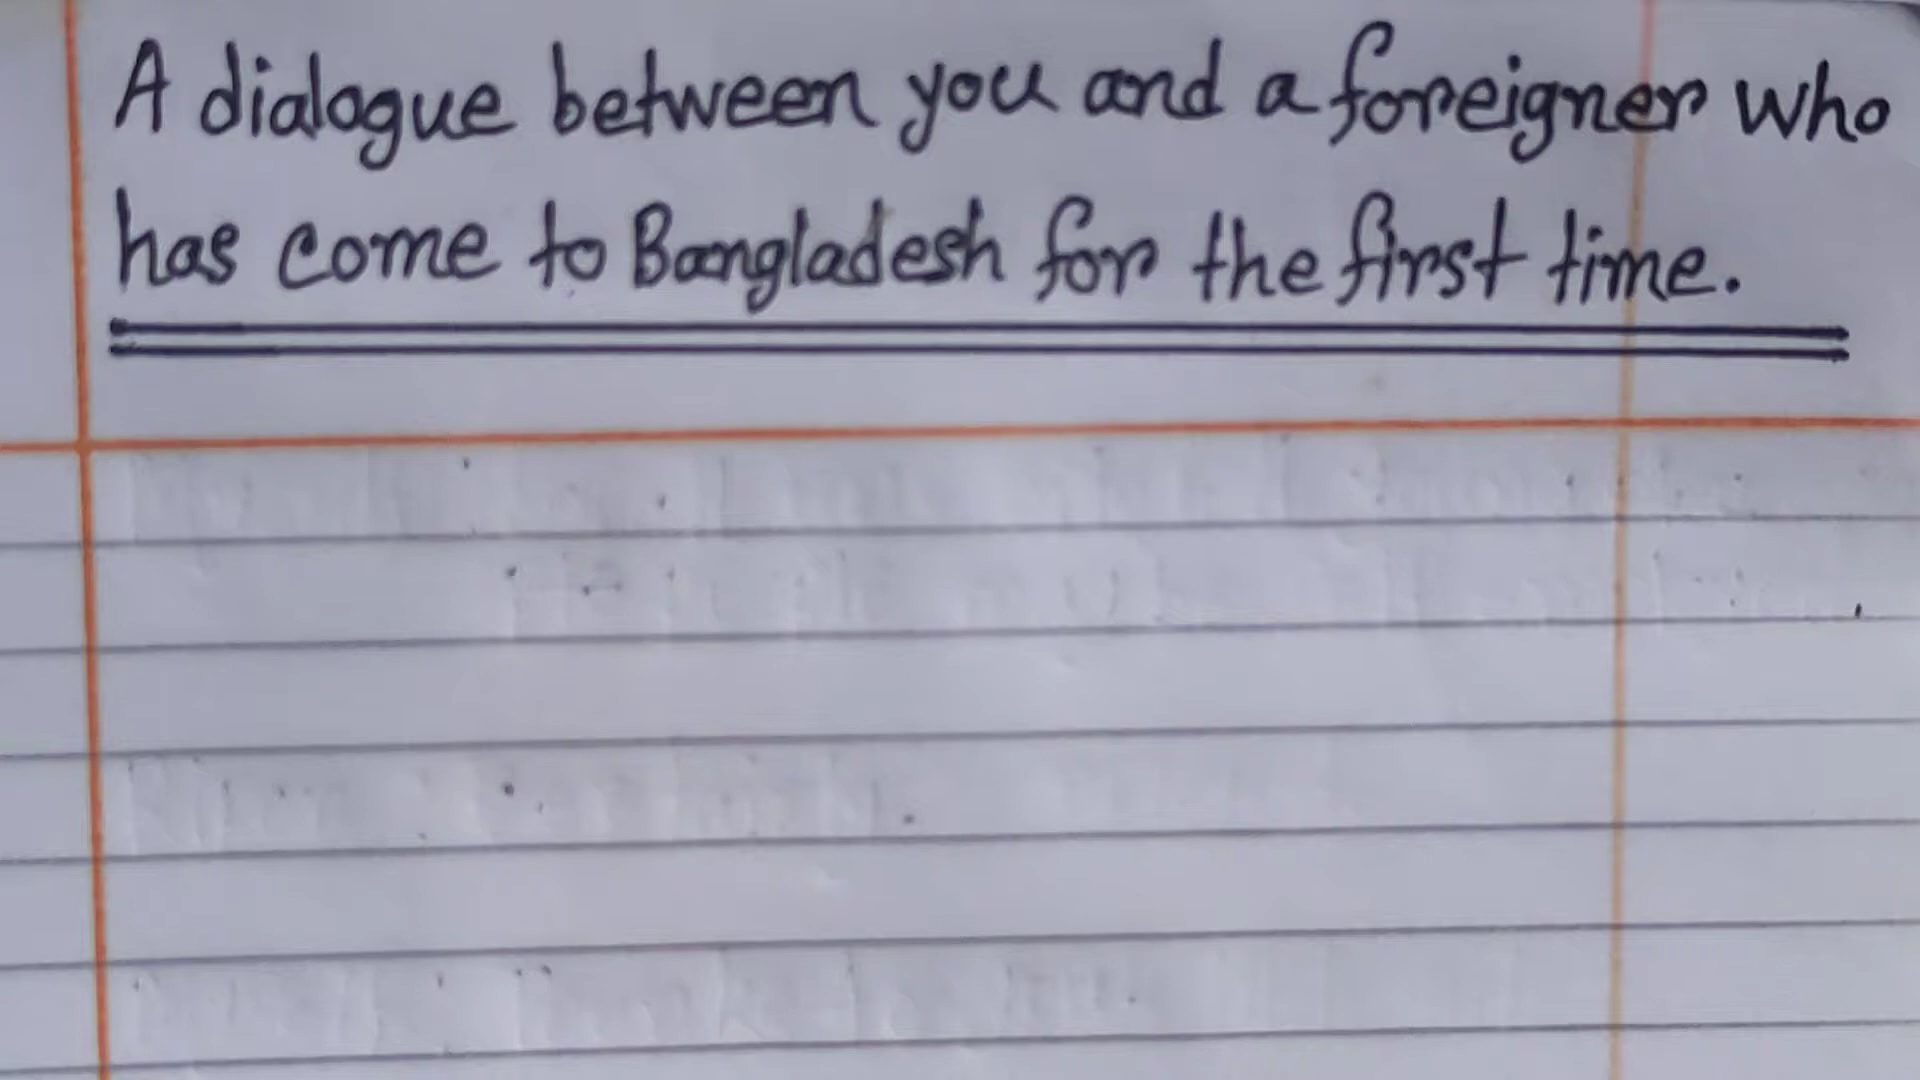 A dialogue between you and a foreigner who
has come to Bangladesh for the first time.